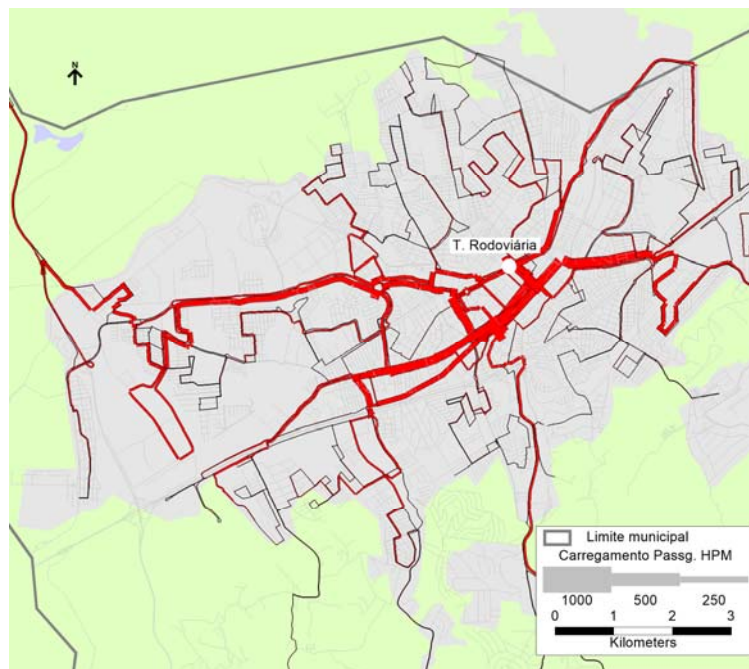 N
T. Rodoviária
Limite municipal
Carregamento Passg. HPM
1000 500 250
0 1 2 3
Kilometers